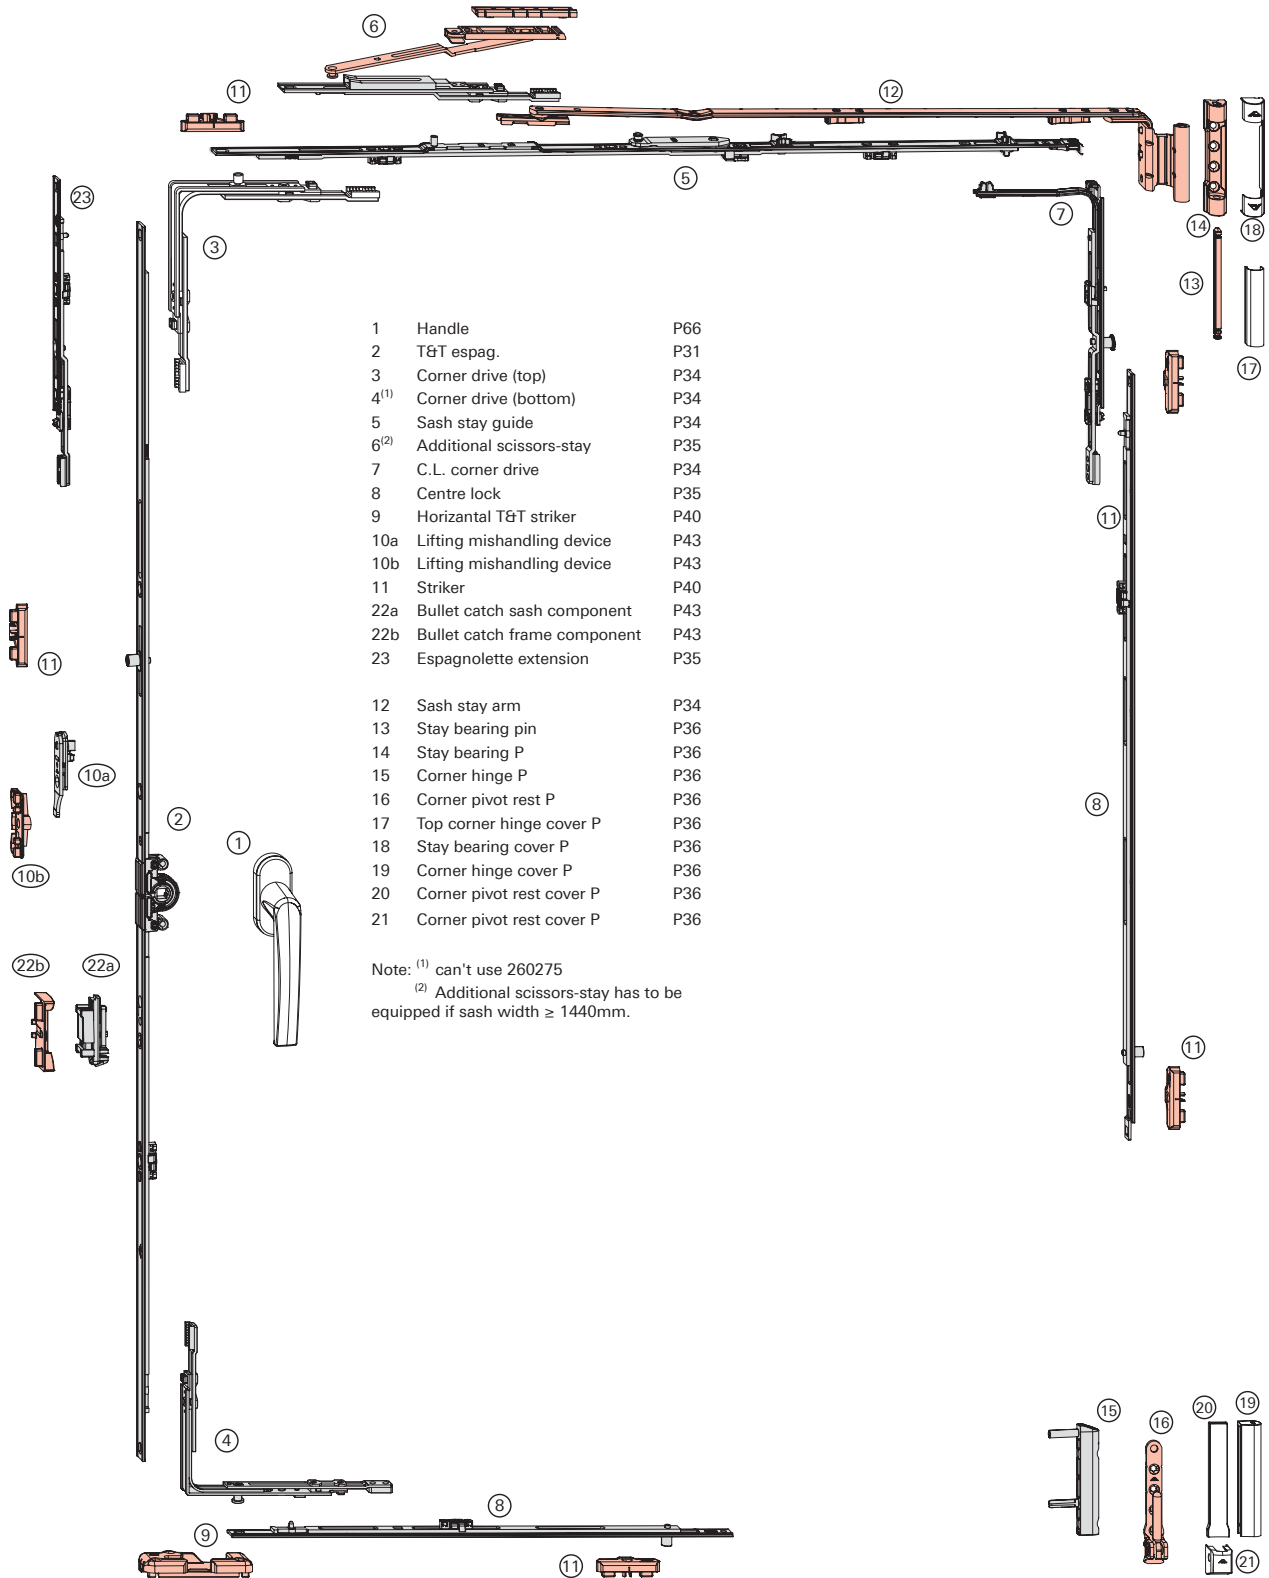 6
11
12
5
23
3
7
14
18
13
17
1 Handle P66
2 T&T espag. P31
3 Corner drive (top) P34
4(1) Corner drive (bottom) P34
5 Sash stay guide P34
6(2) Additional scissors-stay P35
7 C.L. corner drive P34
8 Centre lock P35
9 Horizantal T&T striker P40
10a Lifting mishandling device P43
10b Lifting mishandling device P43
11 Striker P40
22a Bullet catch sash component P43
22b Bullet catch frame component P43
23 Espagnolette extension P35
12 Sash stay arm P34
13 Stay bearing pin P36
14 Stay bearing P P36
15 Corner hinge P P36
16 Corner pivot rest P P36
17 Top corner hinge cover P P36
18 Stay bearing cover P P36
19 Corner hinge cover P P36
20 Corner pivot rest cover P P36
21 Corner pivot rest cover P P36
Note: (1) can't use 260275
(2) Additional scissors-stay has to be
equipped if sash width ≥ 1440mm.
11
11
10a
2
1
8
10b
22b
22a
11
4
15
16
20
19
8
9
11
21